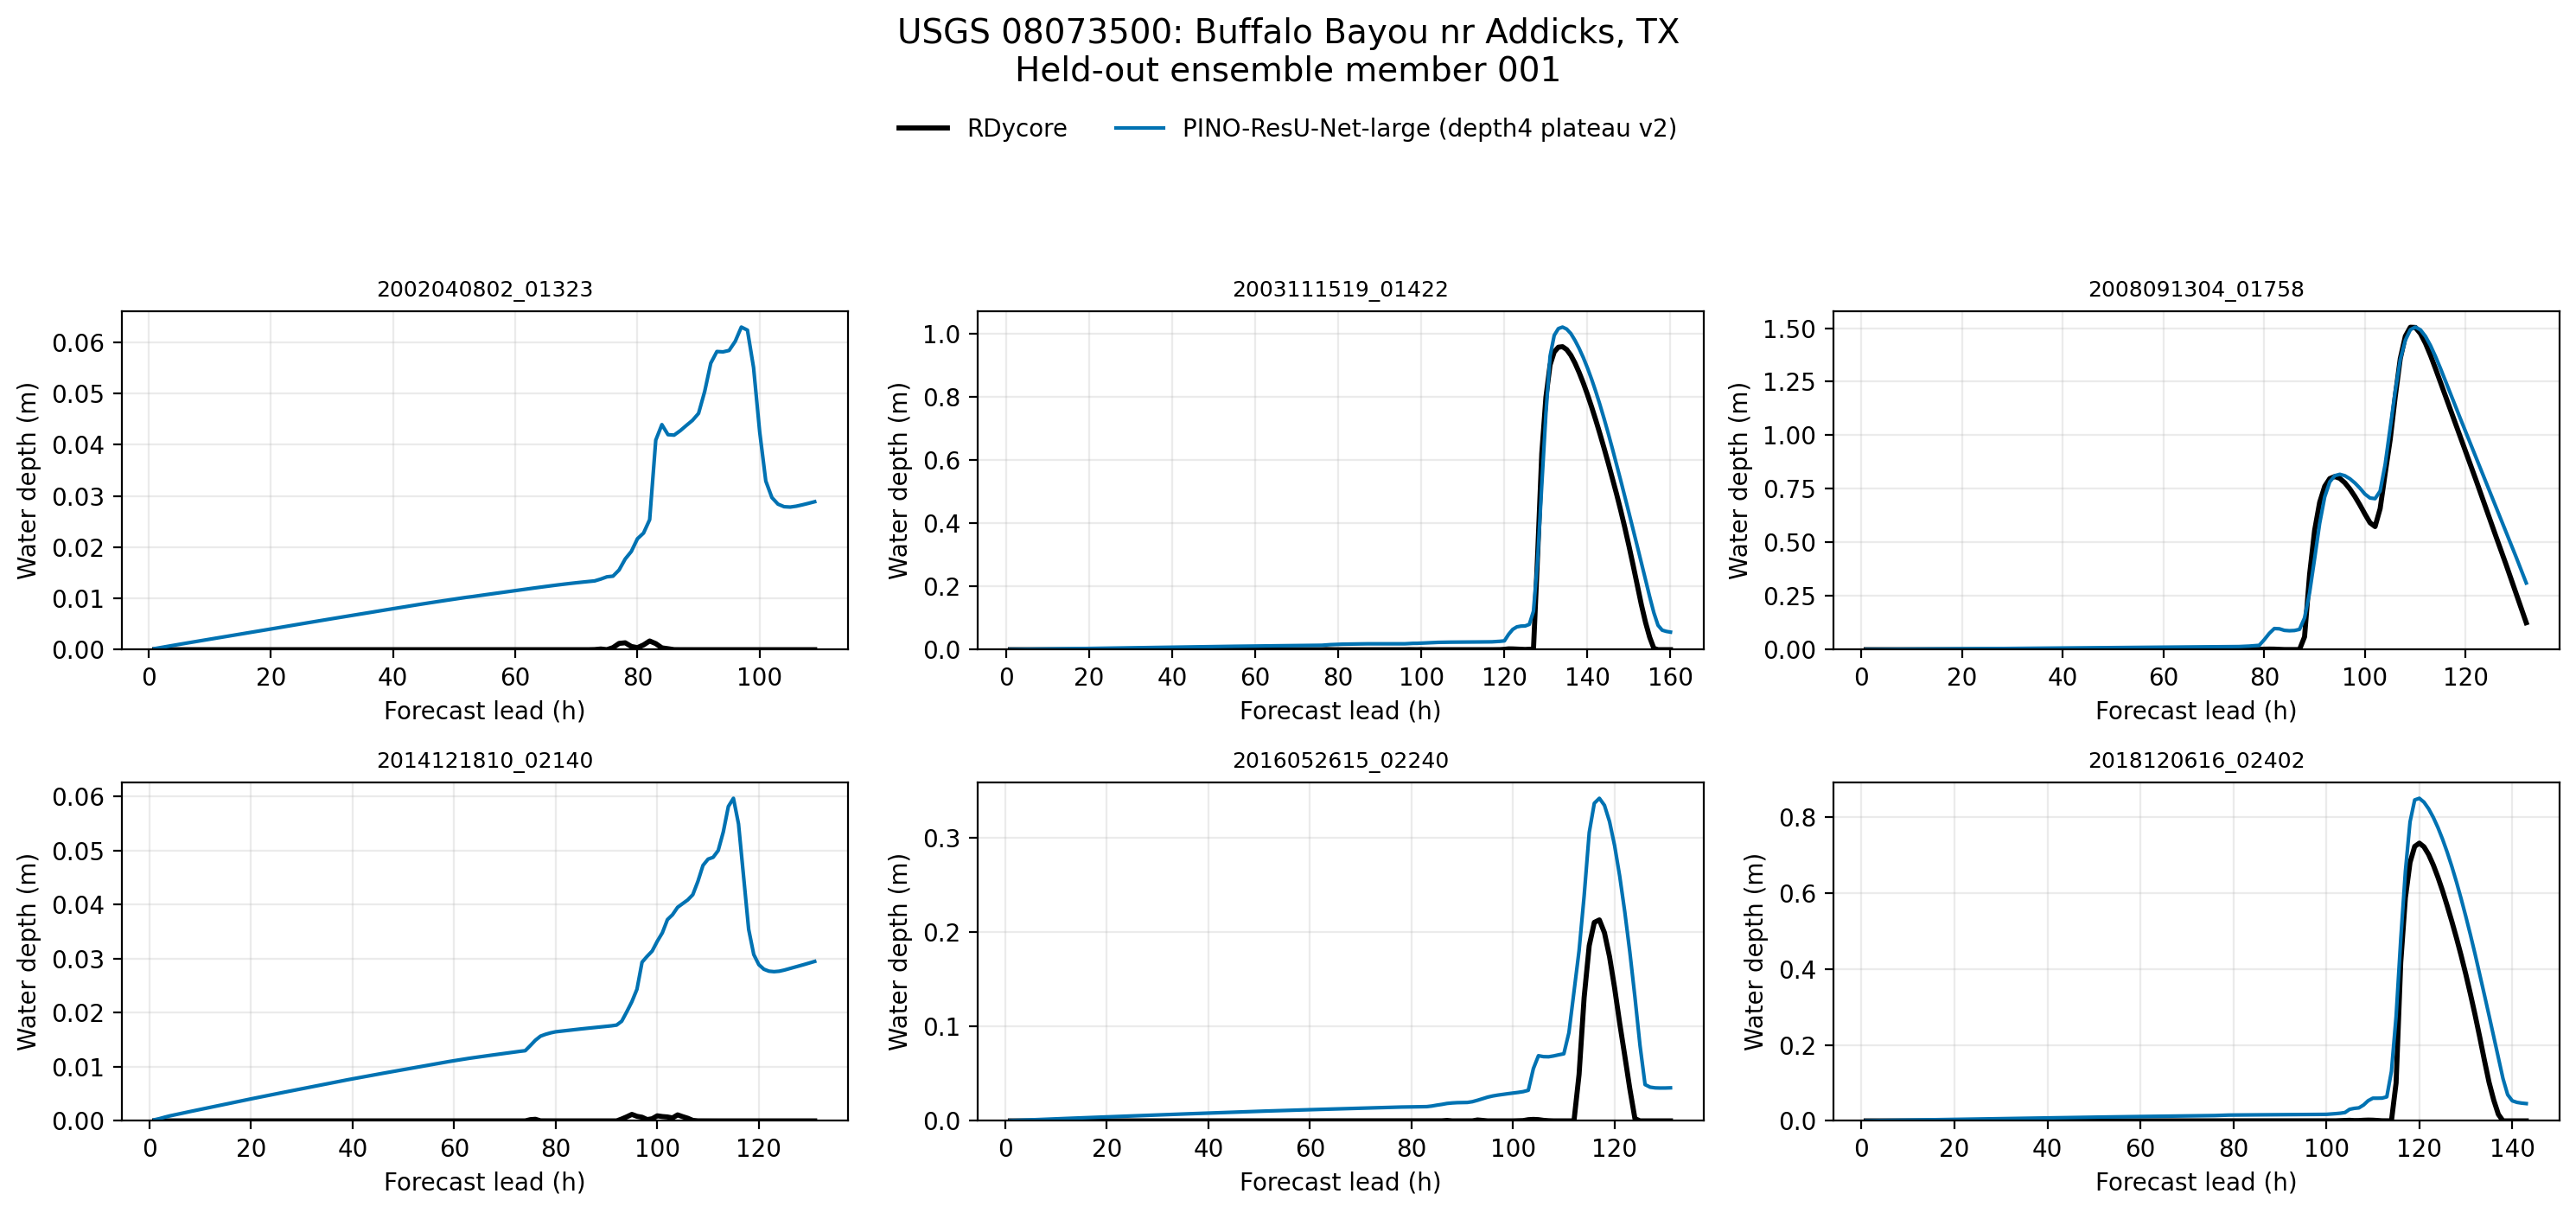 USGS 08073500: Buffalo Bayou nr Addicks, TX
Held-out ensemble member 001
RDycore PINO-ResU-Net-large (depth4 plateau v2)
2002040802_01323
Water depth (m)
0.06
0.05
0.04
0.03
0.02
0.01
0.00
0 20 40 60 80 100
Forecast lead (h)
2003111519_01422
Water depth (m)
1.0
0.8
0.6
0.4
0.2
0.0
0 20 40 60 80 100 120 140 160
Forecast lead (h)
2008091304_01758
Water depth (m)
1.50
1.25
1.00
0.75
0.50
0.25
0.00
0 20 40 60 80 100 120
Forecast lead (h)
2014121810_02140
Water depth (m)
0.06
0.05
0.04
0.03
0.02
0.01
0.00
0 20 40 60 80 100 120
Forecast lead (h)
2016052615_02240
Water depth (m)
0.3
0.2
0.1
0.0
0 20 40 60 80 100 120
Forecast lead (h)
2018120616_02402
Water depth (m)
0.8
0.6
0.4
0.2
0.0
0 20 40 60 80 100 120 140
Forecast lead (h)